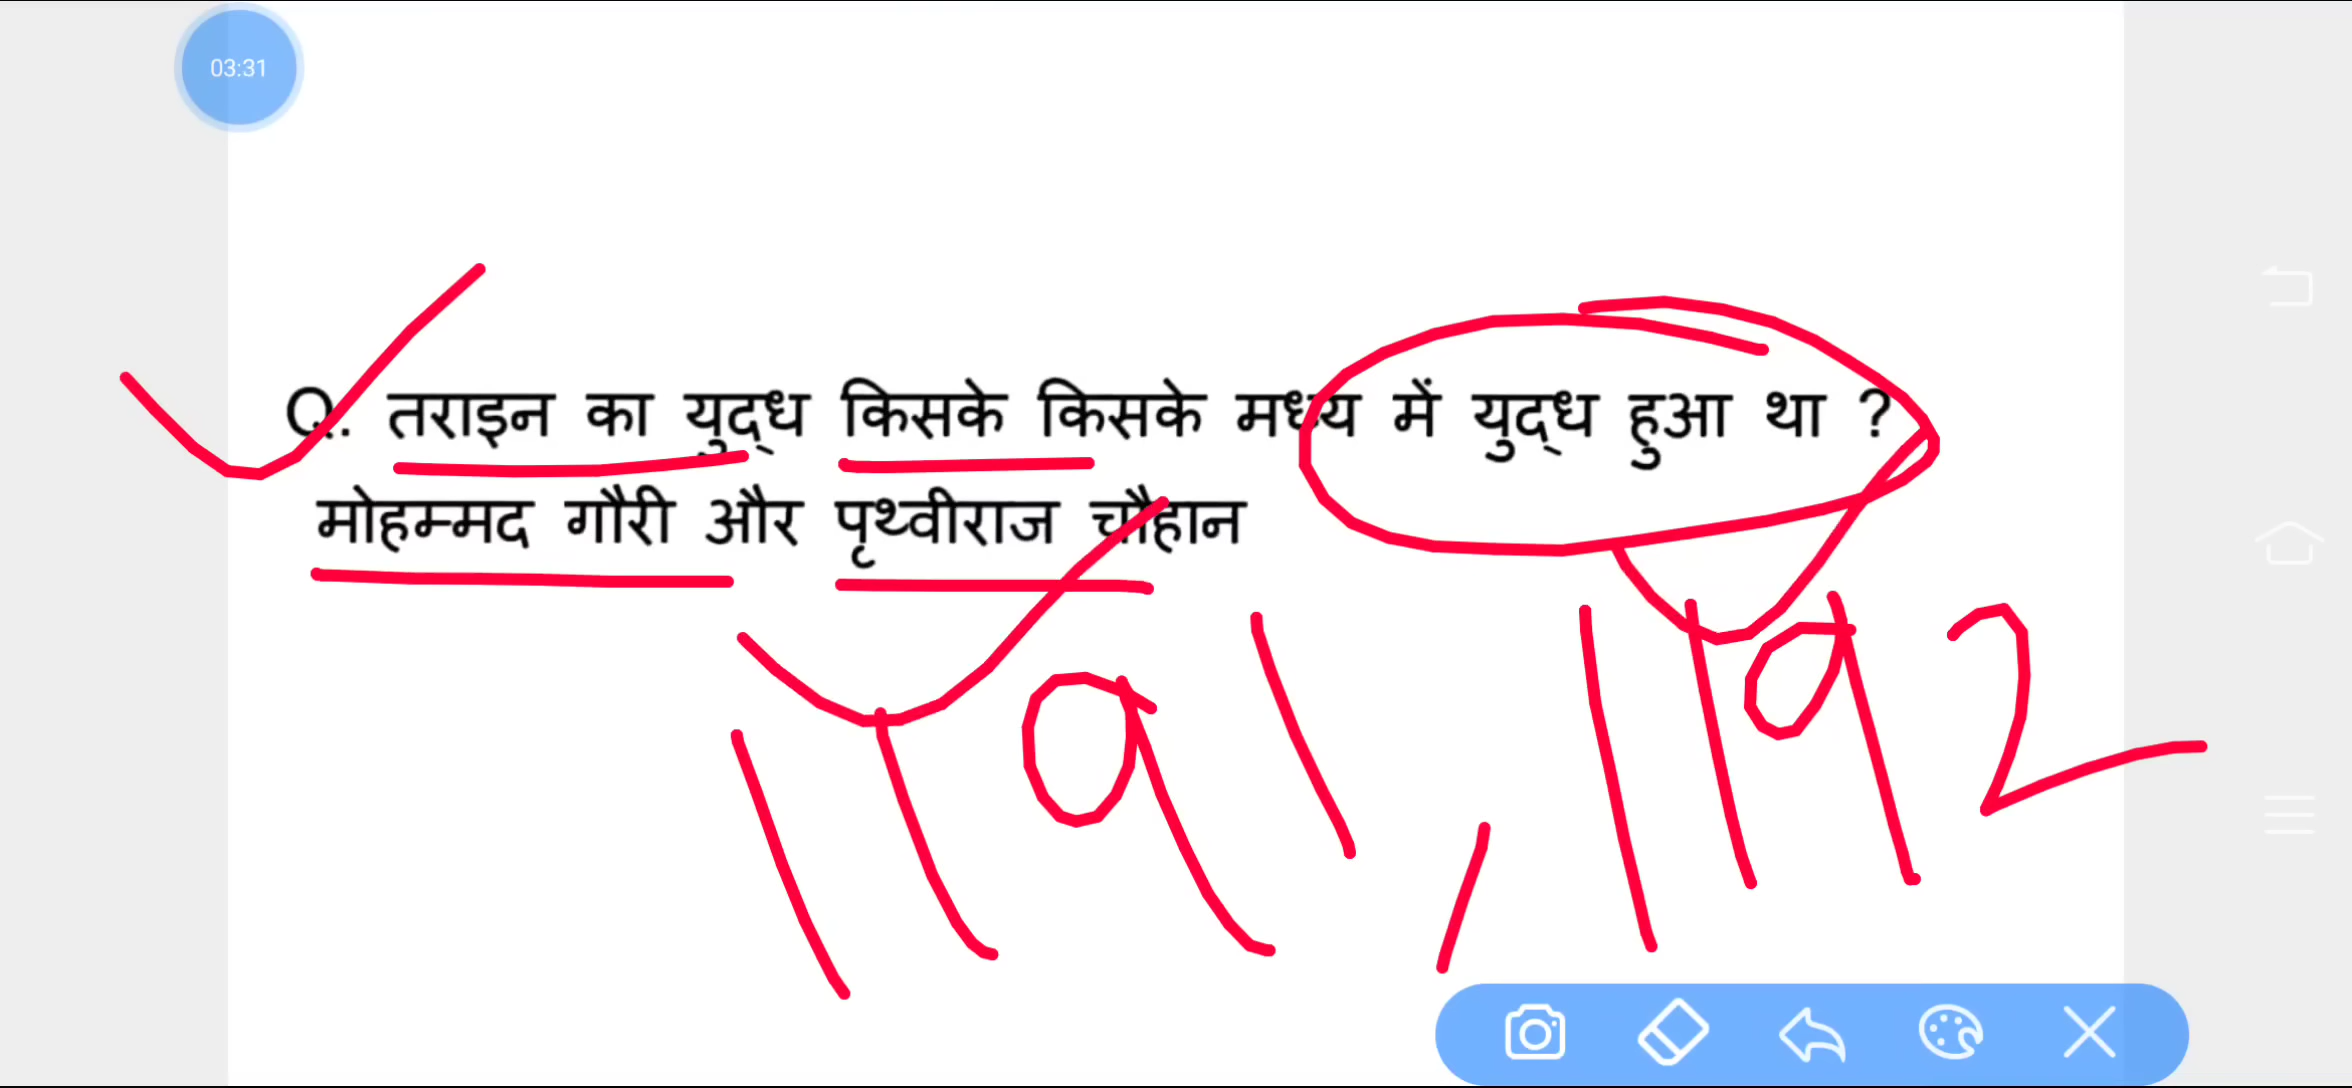 03:31
Q. तराइन का युद्ध किसके किसके मध्य में युद्ध हुआ था ?
मोहम्मद गौरी और पृथ्वीराज चौहान
1191, 1192